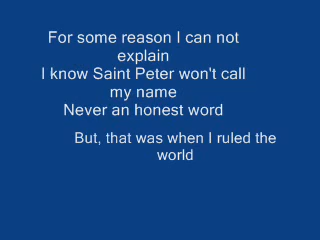 For some reason I can not
explain
I know Saint Peter won't call
my name
Never an honest word
But, that was when I ruled the
world